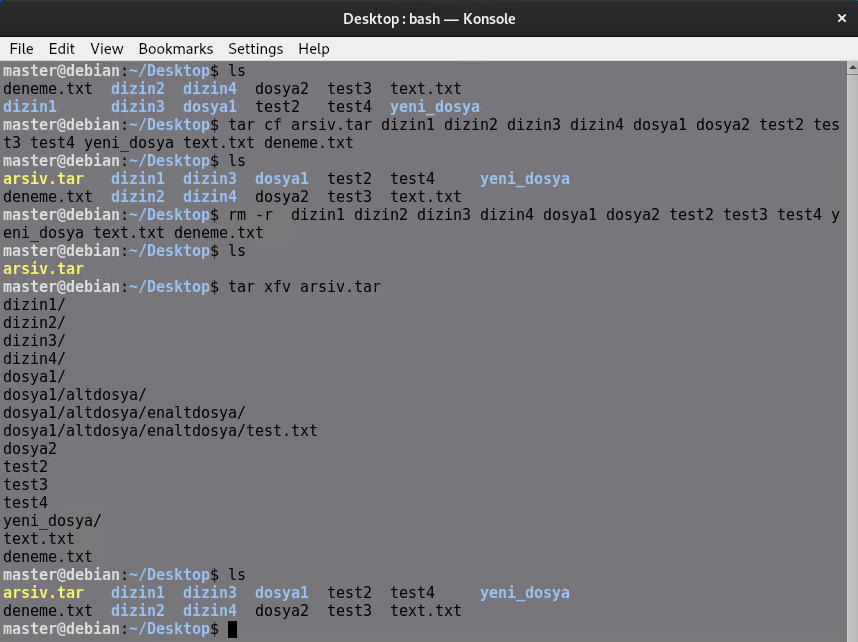 Desktop : bash — Konsole
File Edit View Bookmarks Settings Help
master@debian:~/Desktop$ ls
deneme.txt dizin2 dizin4 dosya2 test3 text.txt
dizin1 dizin3 dosya1 test2 test4 yeni_dosya
master@debian:~/Desktop$ tar cf arsiv.tar dizin1 dizin2 dizin3 dizin4 dosya1 dosya2 test2 tes
t3 test4 yeni_dosya text.txt deneme.txt
master@debian:~/Desktop$ ls
arsiv.tar dizin1 dizin3 dosya1 test2 test4 yeni_dosya
deneme.txt dizin2 dizin4 dosya2 test3 text.txt
master@debian:~/Desktop$ rm -r  dizin1 dizin2 dizin3 dizin4 dosya1 dosya2 test2 test3 test4 y
eni_dosya text.txt deneme.txt
master@debian:~/Desktop$ ls
arsiv.tar
master@debian:~/Desktop$ tar xfv arsiv.tar
dizin1/
dizin2/
dizin3/
dizin4/
dosya1/
dosya1/altdosya/
dosya1/altdosya/enaltdosya/
dosya1/altdosya/enaltdosya/test.txt
dosya2
test2
test3
test4
yeni_dosya/
text.txt
deneme.txt
master@debian:~/Desktop$ ls
arsiv.tar dizin1 dizin3 dosya1 test2 test4 yeni_dosya
deneme.txt dizin2 dizin4 dosya2 test3 text.txt
master@debian:~/Desktop$